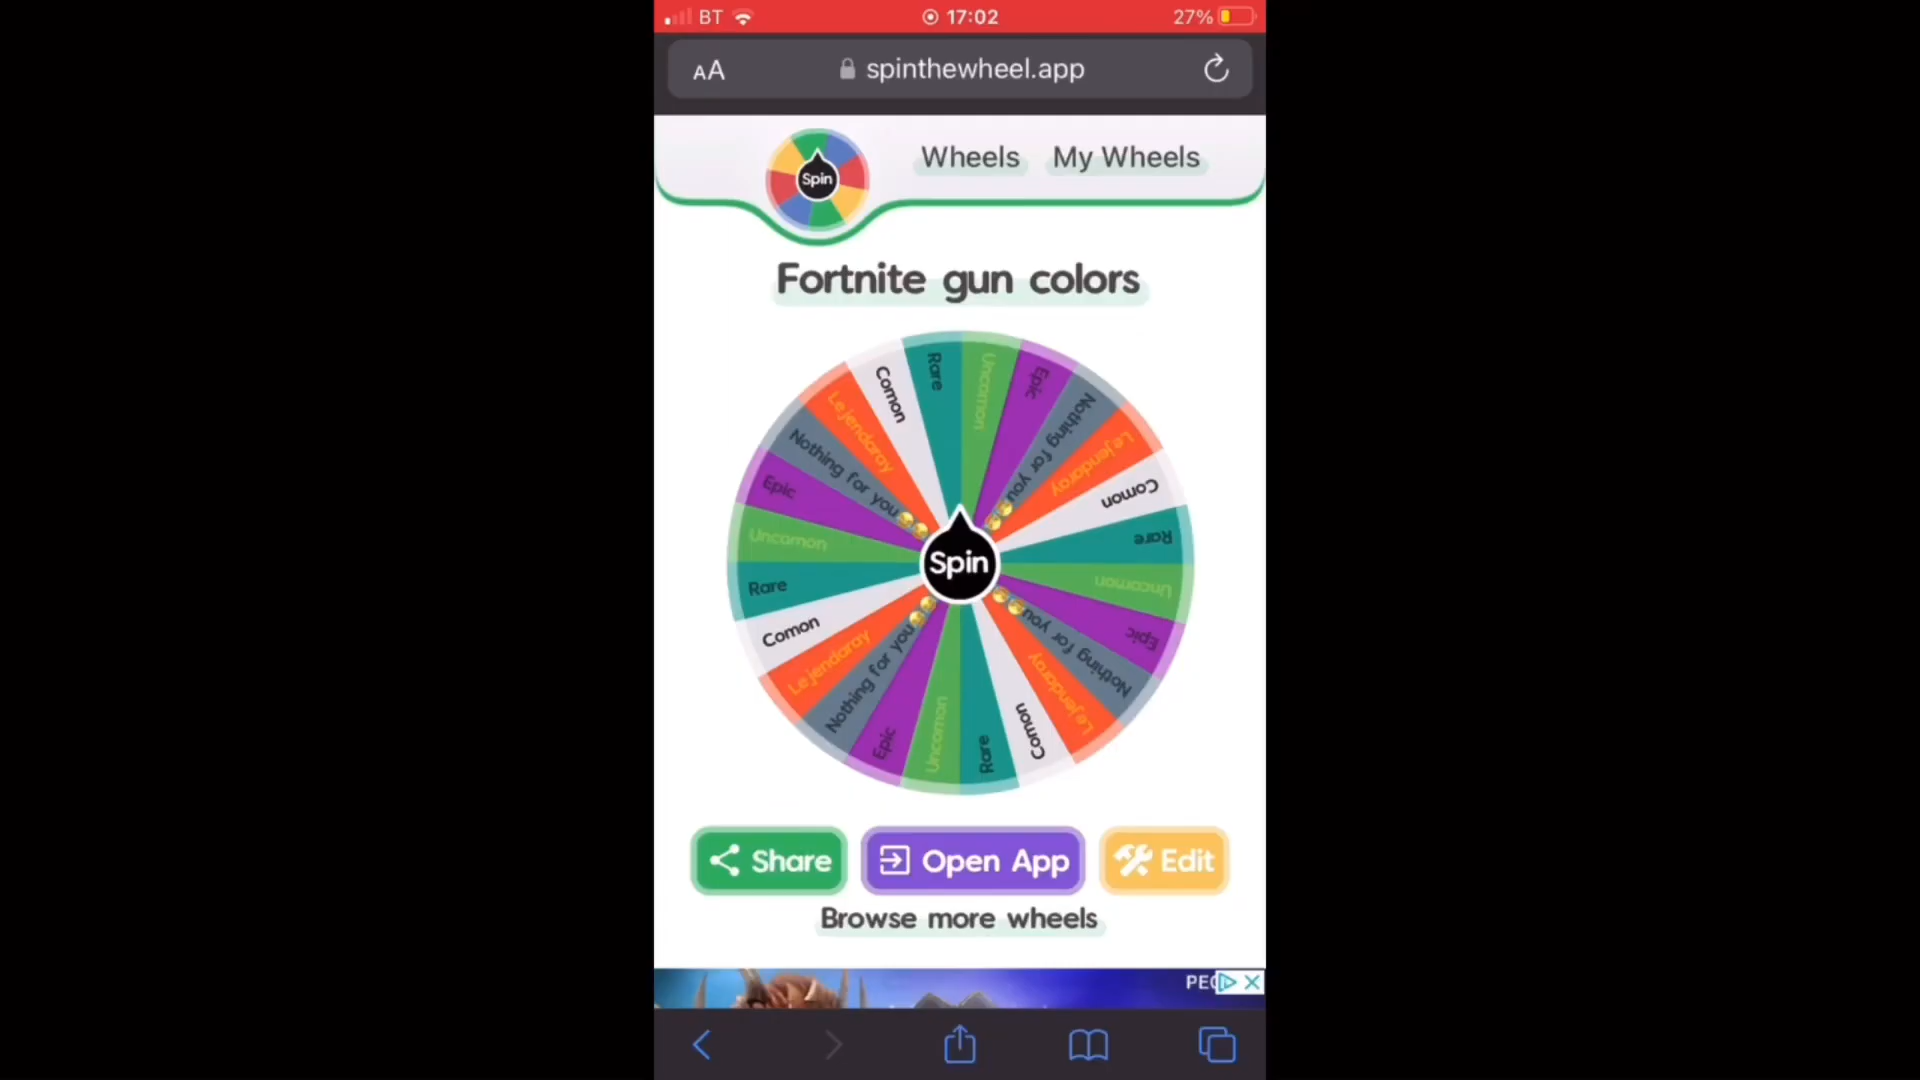 BT 17:02 27%
AA spinthewheel.app
Spin Wheels My Wheels
Fortnite gun colors
Uncomon
Epic
Nothing for you
Lejendaray
Comon
Rare
Uncomon
Epic
Nothing for you
Lejendaray
Comon
Rare
Uncomon
Epic
Nothing for you
Lejendaray
Comon
Rare
Uncomon
Epic
Nothing for you
Lejendaray
Comon
Rare
Spin
Share Open App Edit
Browse more wheels